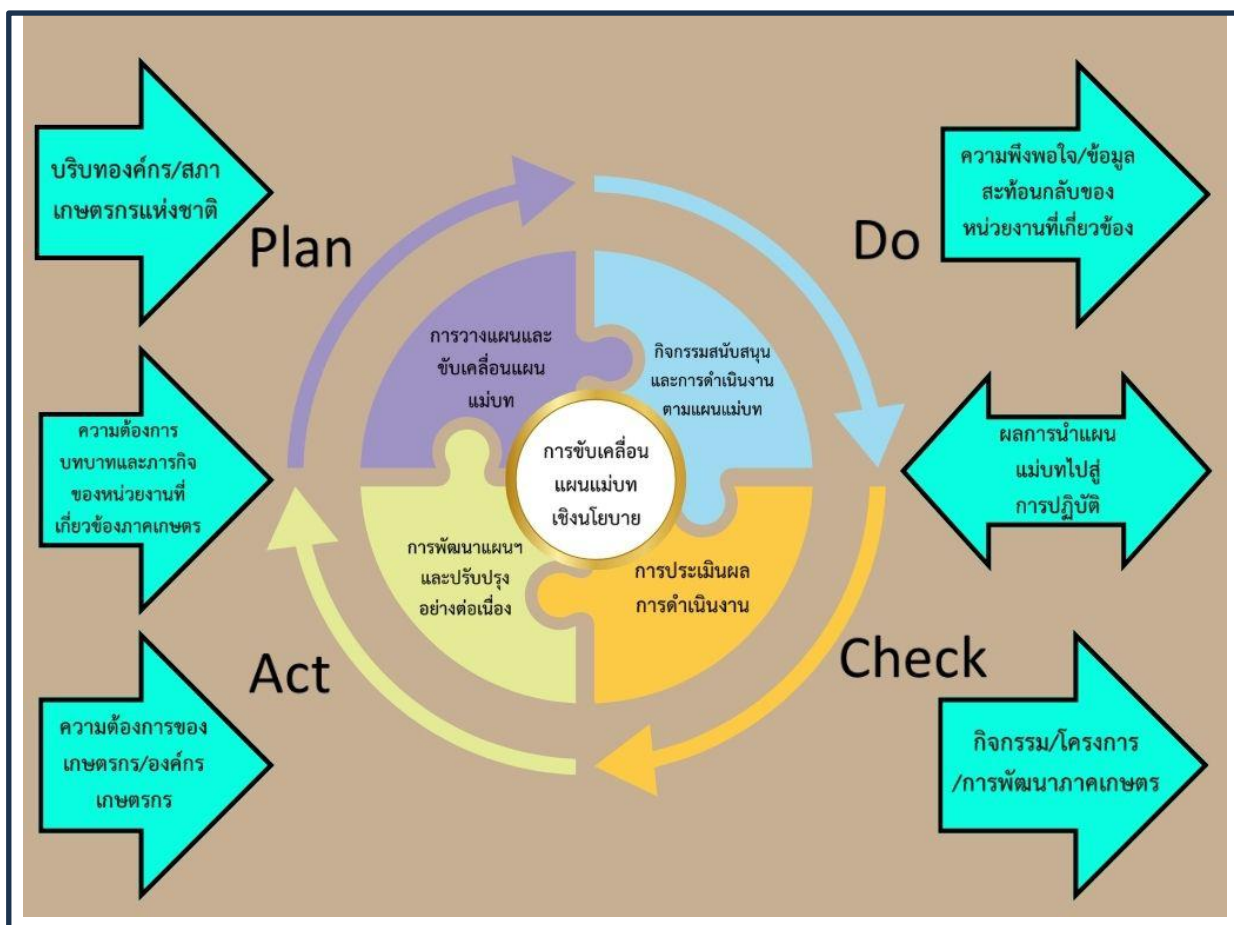 บริบทองค์กร/สภา
เกษตรกรแห่งชาติ
Plan
Do
ความพึงพอใจ/ข้อมูล
สะท้อนกลับของ
หน่วยงานที่เกี่ยวข้อง
การวางแผนและ
ขับเคลื่อนแผน
แม่บท
กิจกรรมสนับสนุน
และการดำเนินงาน
ตามแผนแม่บท
ความต้องการ
บทบาทและภารกิจ
ของหน่วยงานที่
เกี่ยวข้องภาคเกษตร
การขับเคลื่อน
แผนแม่บท
เชิงนโยบาย
ผลการนำแผน
แม่บทไปสู่
การปฏิบัติ
การพัฒนาแผนฯ
และปรับปรุง
อย่างต่อเนื่อง
การประเมินผล
การดำเนินงาน
Act
Check
ความต้องการของ
เกษตรกร/องค์กร
เกษตรกร
กิจกรรม/โครงการ
/การพัฒนาภาคเกษตร